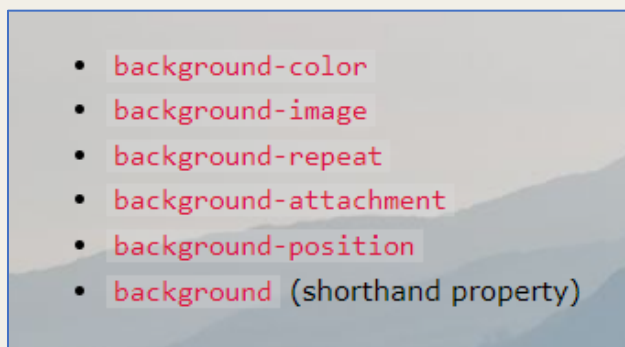 • background-color
• background-image
• background-repeat
• background-attachment
• background-position
• background (shorthand property)